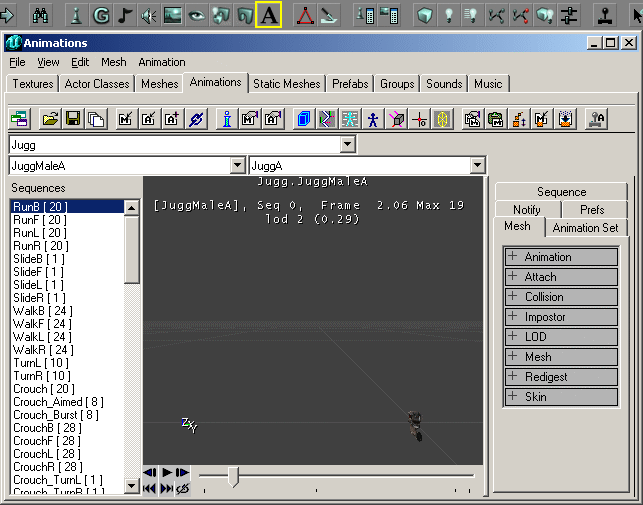 A
Animations
File View Edit Mesh Animation
Textures Actor Classes Meshes Animations Static Meshes Prefabs Groups Sounds Music
Jugg
JuggMaleA JuggA
Sequences
RunB [ 20 ]
RunF [ 20 ]
RunL [ 20 ]
RunR [ 20 ]
SlideB [ 1 ]
SlideF [ 1 ]
SlideL [ 1 ]
SlideR [ 1 ]
WalkB [ 24 ]
WalkF [ 24 ]
WalkL [ 24 ]
WalkR [ 24 ]
TurnL [ 10 ]
TurnR [ 10 ]
Crouch [ 20 ]
Crouch_Aimed [ 8 ]
Crouch_Burst [ 8 ]
CrouchB [ 28 ]
CrouchF [ 28 ]
CrouchL [ 28 ]
CrouchR [ 28 ]
Crouch_TurnL [ 1 ]
Crouch_TurnR [ 1 ]
Jugg.JuggMaleA
[JuggMaleA], Seq 0, Frame 2.06 Max 19
lod 2 (0.29)
Z X Y
Sequence
Notify Prefs
Mesh Animation Set
+ Animation
+ Attach
+ Collision
+ Impostor
+ LOD
+ Mesh
+ Redigest
+ Skin